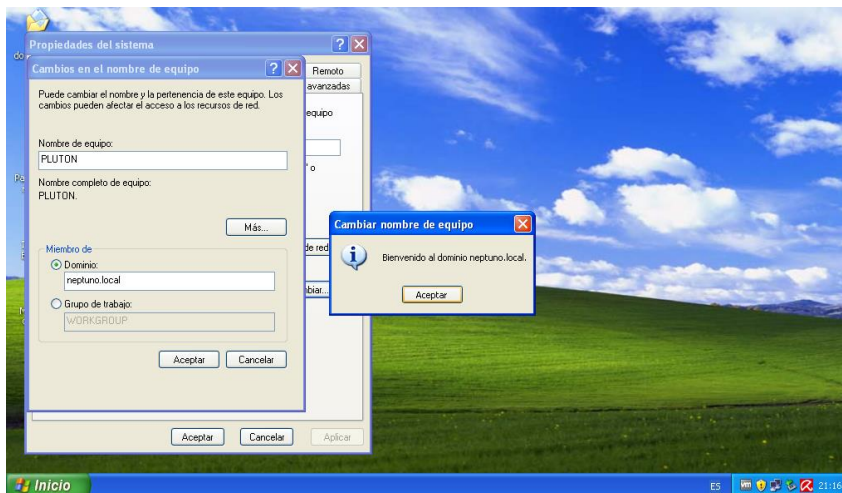 Propiedades del sistema
Cambios en el nombre de equipo
Remoto
avanzadas
Puede cambiar el nombre y la pertenencia de este equipo. Los
cambios pueden afectar el acceso a los recursos de red.
equipo
Nombre de equipo:
PLUTON
o
Nombre completo de equipo:
PLUTON.
Más...
Miembro de
Dominio:
neptuno.local
Grupo de trabajo:
WORKGROUP
Aceptar Cancelar
de red
biar...
Cambiar nombre de equipo
Bienvenido al dominio neptuno.local.
Aceptar
Aceptar Cancelar Aplicar
Inicio
ES
21:16